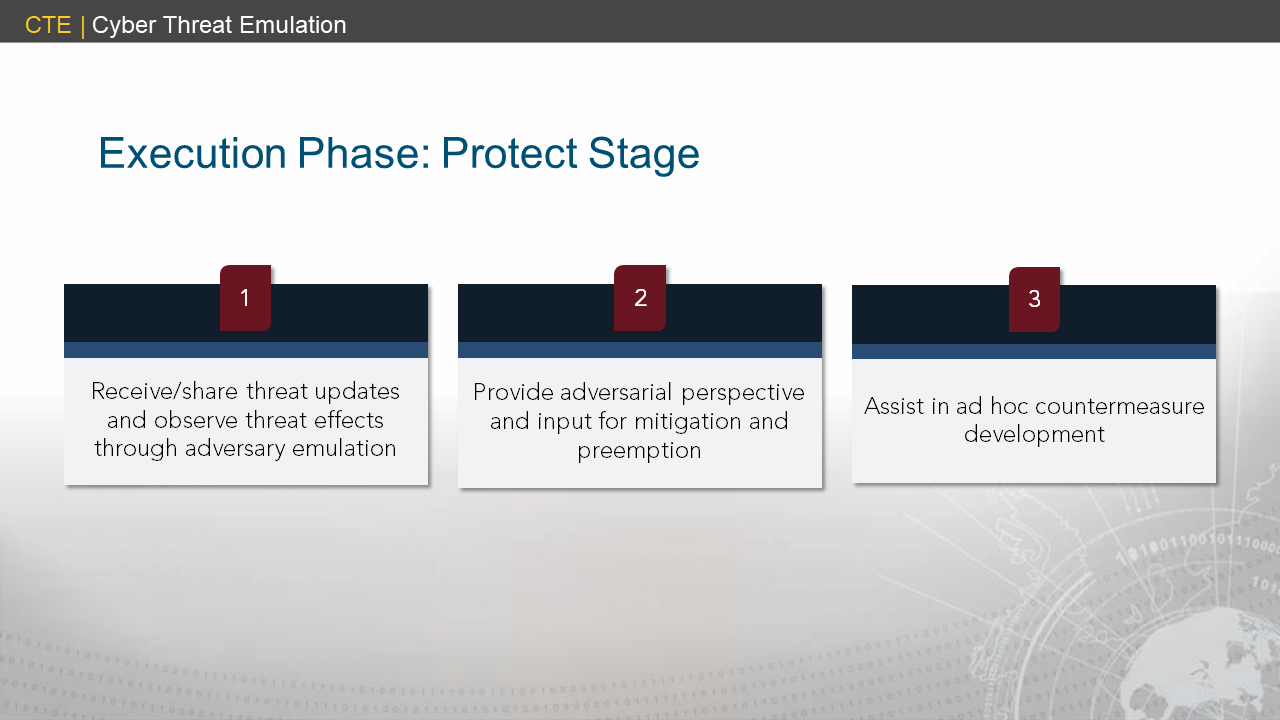 CTE | Cyber Threat Emulation
Execution Phase: Protect Stage
1
Receive/share threat updates
and observe threat effects
through adversary emulation
2
Provide adversarial perspective
and input for mitigation and
preemption
3
Assist in ad hoc countermeasure
development